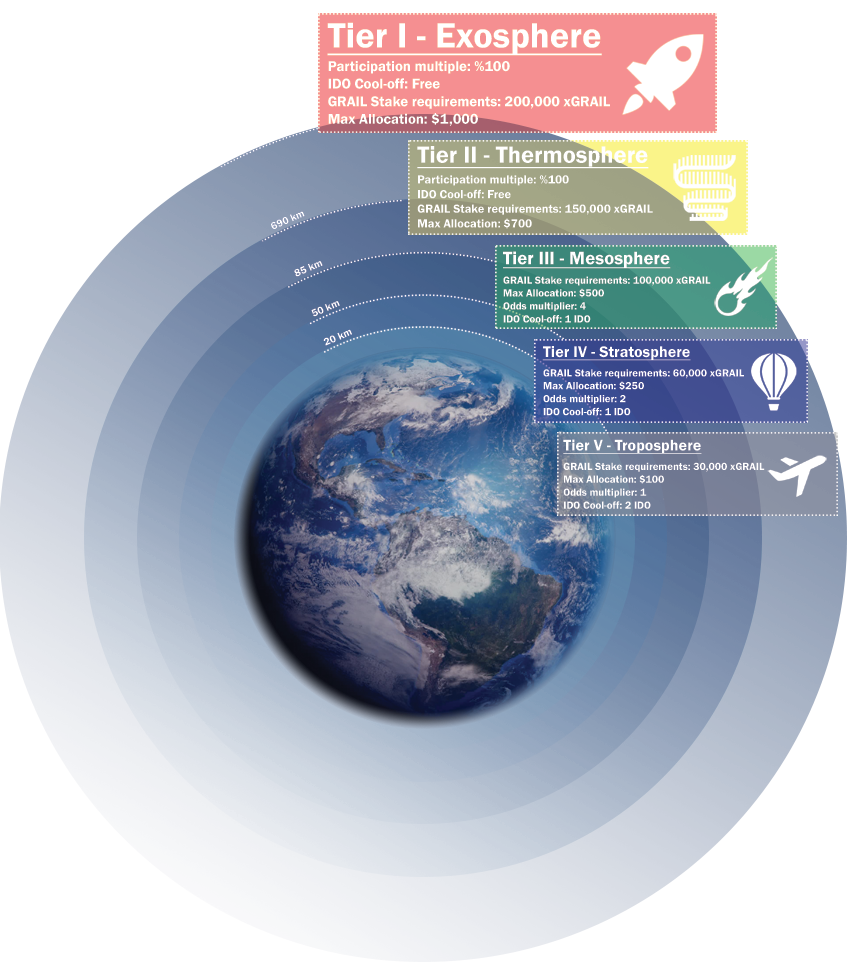 Tier I - Exosphere
Participation multiple: %100
IDO Cool-off: Free
GRAIL Stake requirements: 200,000 xGRAIL
Max Allocation: $1,000
Tier II - Thermosphere
Participation multiple: %100
IDO Cool-off: Free
GRAIL Stake requirements: 150,000 xGRAIL
Max Allocation: $700
690 km
Tier III - Mesosphere
GRAIL Stake requirements: 100,000 xGRAIL
Max Allocation: $500
Odds multiplier: 4
IDO Cool-off: 1 IDO
85 km
50 km
20 km
Tier IV - Stratosphere
GRAIL Stake requirements: 60,000 xGRAIL
Max Allocation: $250
Odds multiplier: 2
IDO Cool-off: 1 IDO
Tier V - Troposphere
GRAIL Stake requirements: 30,000 xGRAIL
Max Allocation: $100
Odds multiplier: 1
IDO Cool-off: 2 IDO